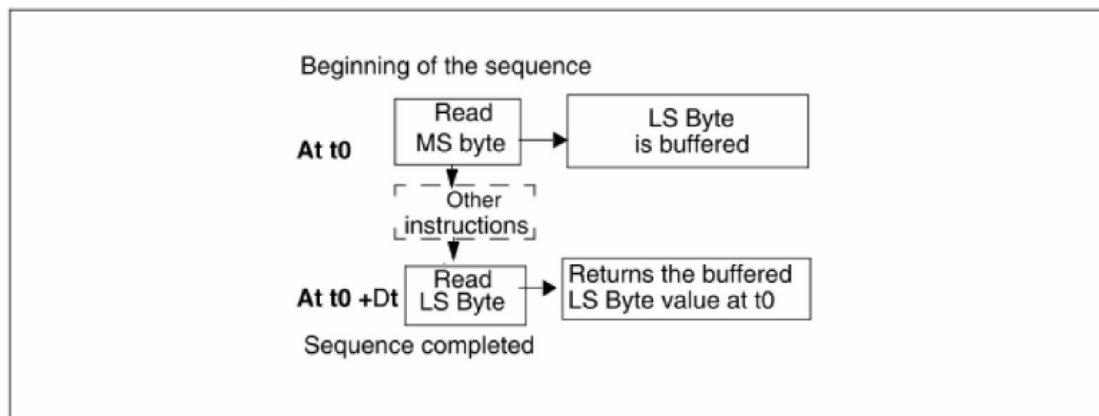 Beginning of the sequence
At t0
Read
MS byte
LS Byte
is buffered
Other
instructions
At t0 +Dt
Read
LS Byte
Returns the buffered
LS Byte value at t0
Sequence completed